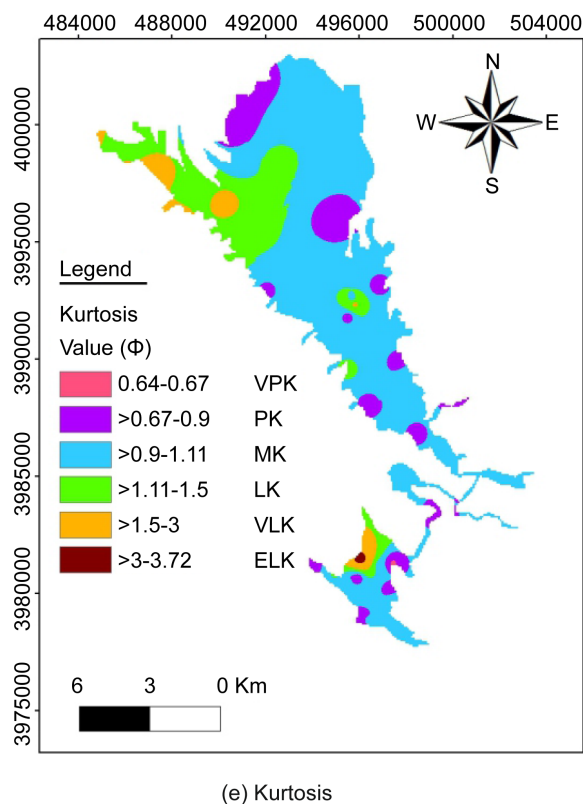 484000 488000 492000 496000 500000 504000
N
W E
S
4000000
3995000
3990000
3985000
3980000
3975000
Legend
Kurtosis
Value (Φ)
0.64-0.67 VPK
>0.67-0.9 PK
>0.9-1.11 MK
>1.11-1.5 LK
>1.5-3 VLK
>3-3.72 ELK
6 3 0 Km
(e) Kurtosis